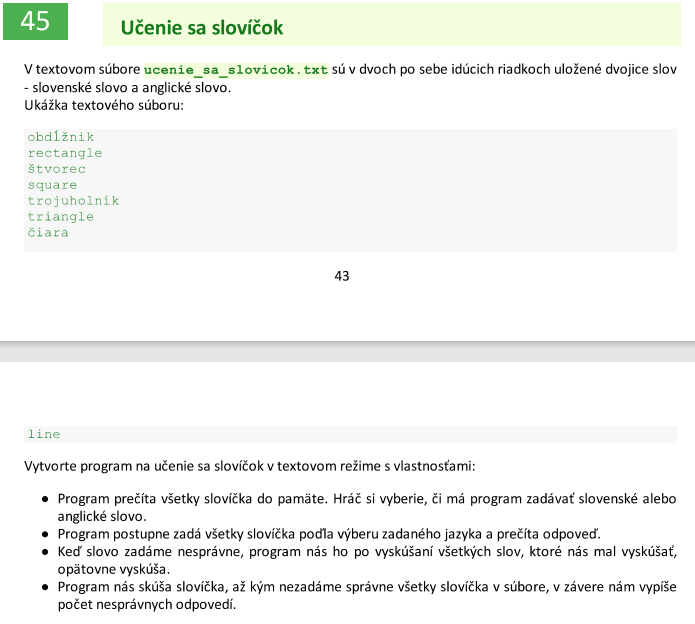 45
Učenie sa slovíčok
V textovom súbore ucenie_sa_slovicok.txt sú v dvoch po sebe idúcich riadkoch uložené dvojice slov
- slovenské slovo a anglické slovo.
Ukážka textového súboru:
obdĺžnik
rectangle
štvorec
square
trojuholník
triangle
čiara
43
line
Vytvorte program na učenie sa slovíčok v textovom režime s vlastnosťami:
● Program prečíta všetky slovíčka do pamäte. Hráč si vyberie, či má program zadávať slovenské alebo
anglické slovo.
● Program postupne zadá všetky slovíčka podľa výberu zadaného jazyka a prečíta odpoveď.
● Keď slovo zadáme nesprávne, program nás ho po vyskúšaní všetkých slov, ktoré nás mal vyskúšať,
opätovne vyskúša.
● Program nás skúša slovíčka, až kým nezadáme správne všetky slovíčka v súbore, v závere nám vypíše
počet nesprávnych odpovedí.